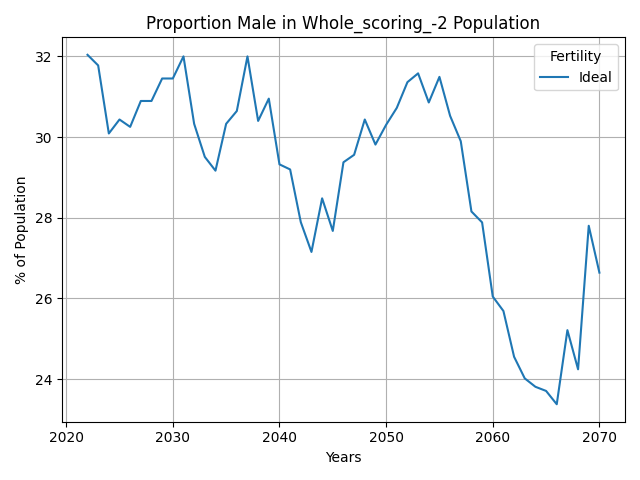 Proportion Male in Whole_scoring_-2 Population
Fertility
Ideal
% of Population
32
30
28
26
24
2020 2030 2040 2050 2060 2070
Years